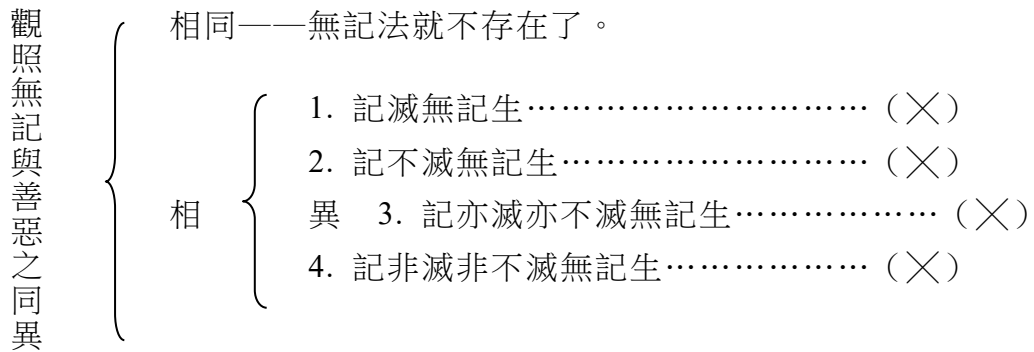 觀照無記與善惡之同異
相同——無記法就不存在了。
1. 記滅無記生………………………（╳）
2. 記不滅無記生………………………（╳）
相 異 3. 記亦滅亦不滅無記生………………（╳）
4. 記非滅非不滅無記生………………（╳）